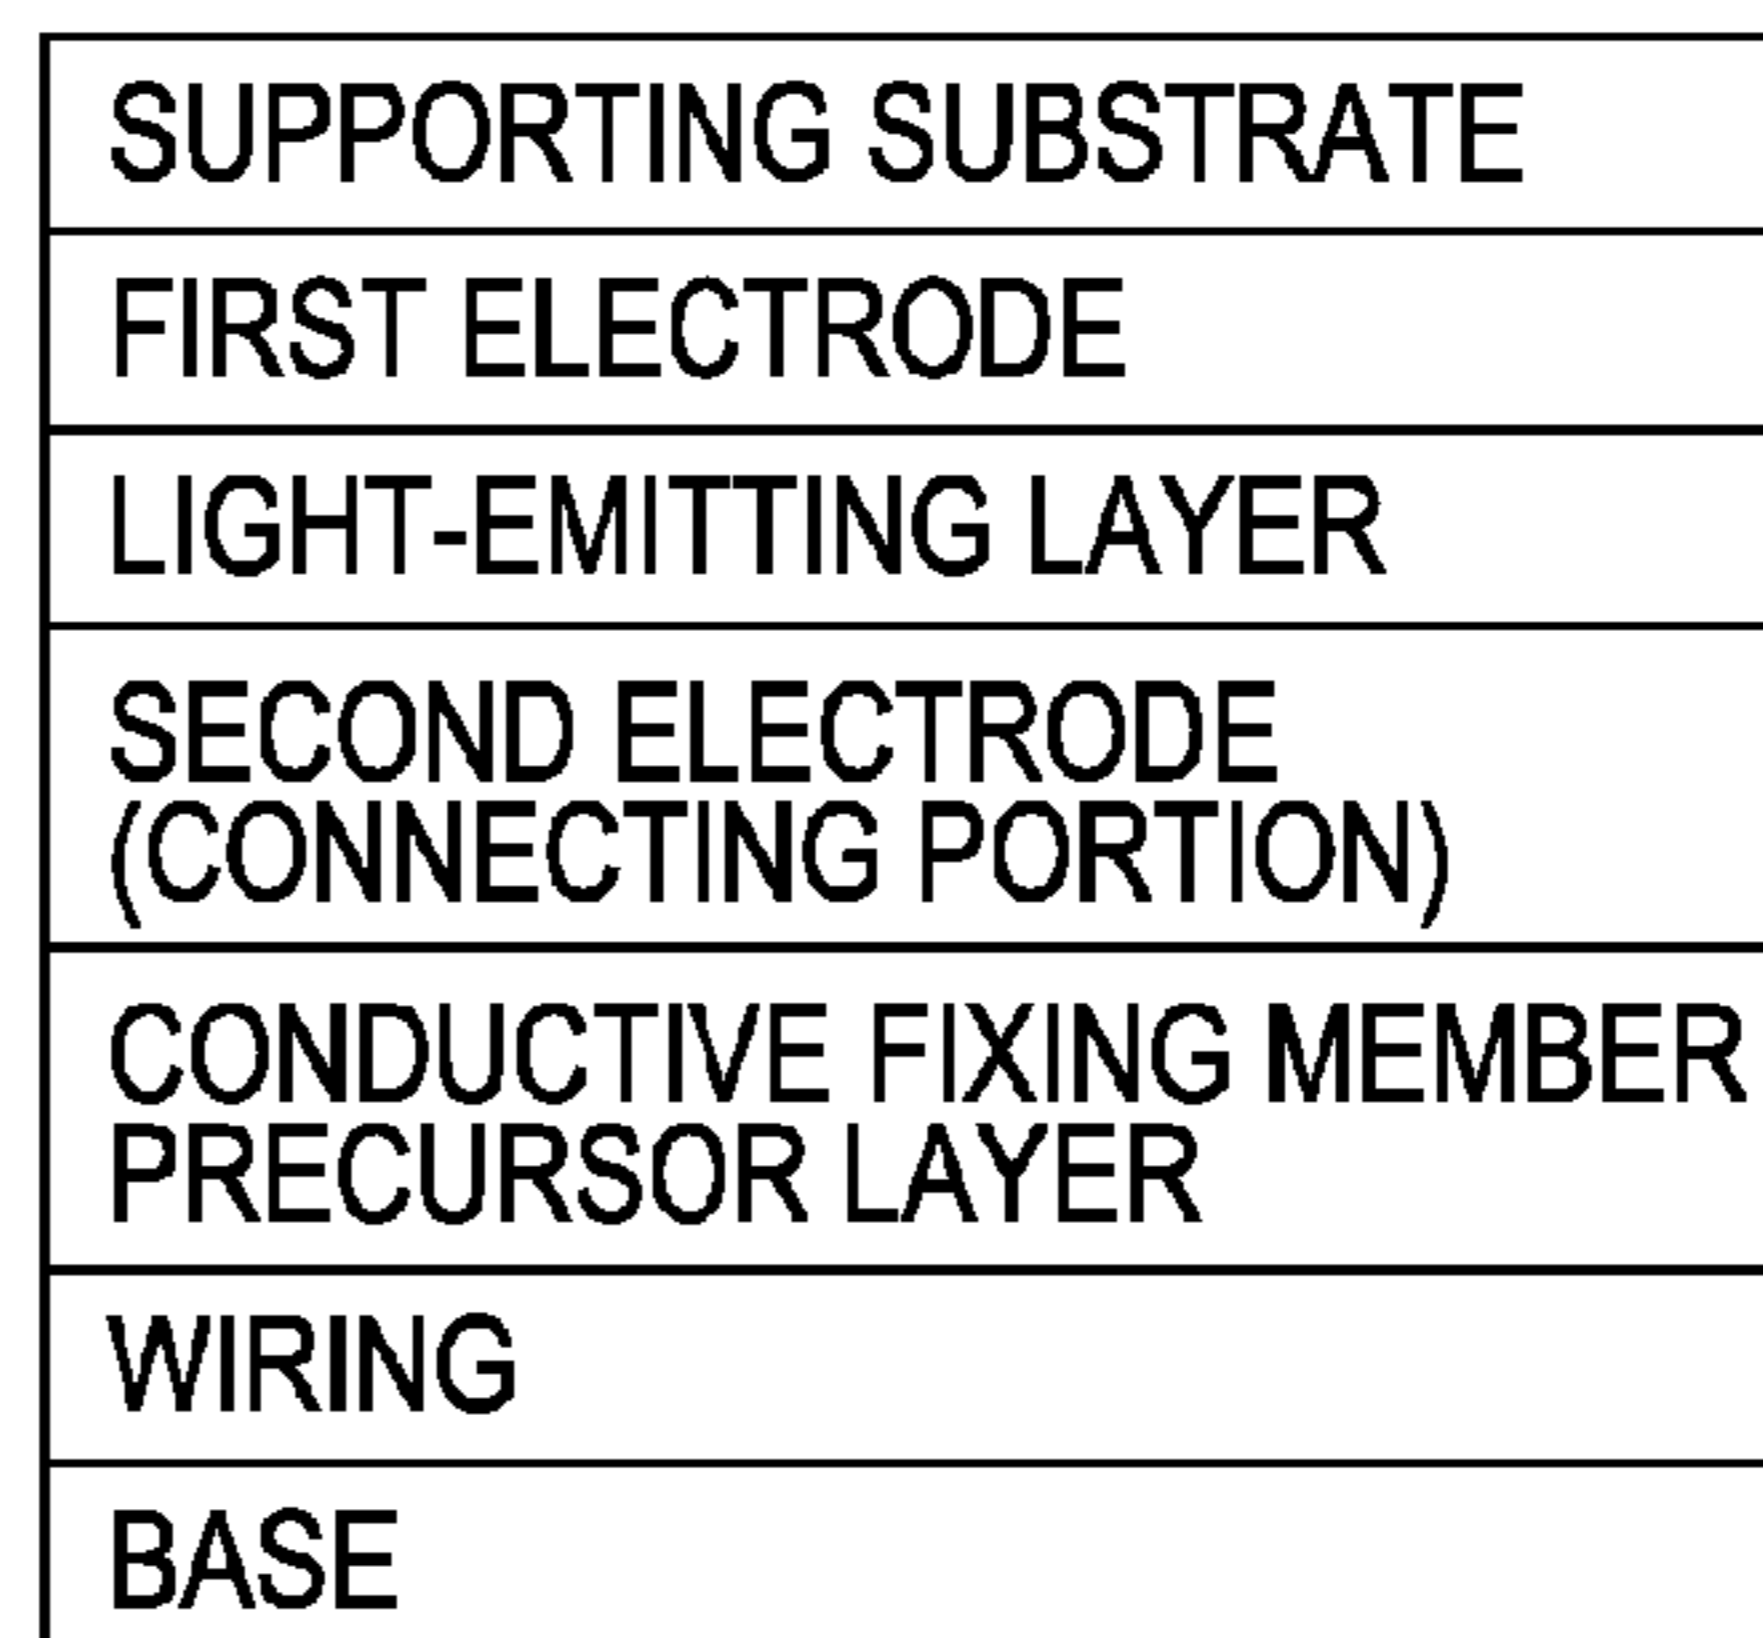 SUPPORTING SUBSTRATE
FIRST ELECTRODE
LIGHT-EMITTING LAYER
SECOND ELECTRODE
(CONNECTING PORTION)
CONDUCTIVE FIXING MEMBER
PRECURSOR LAYER
WIRING
BASE